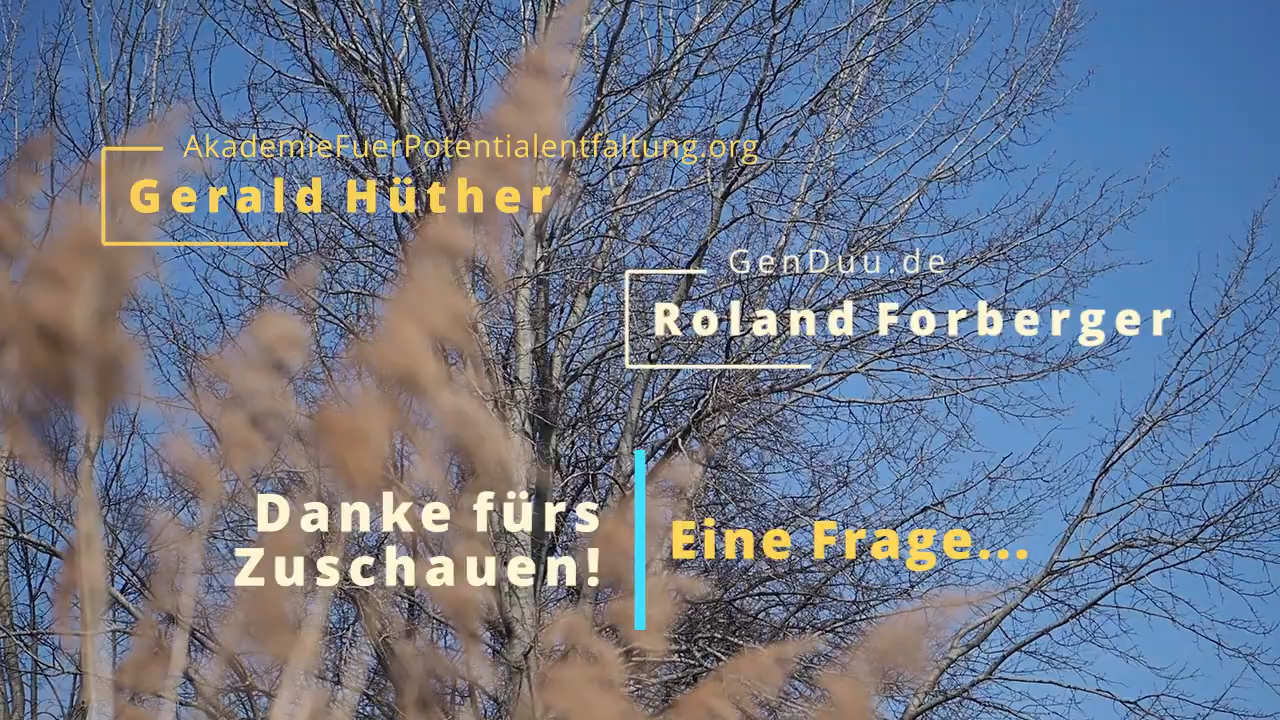 AkademieFuerPotentialentfaltung.org
Gerald Hüther
GenDuu.de
Roland Forberger
Danke fürs
Zuschauen!
Eine Frage...